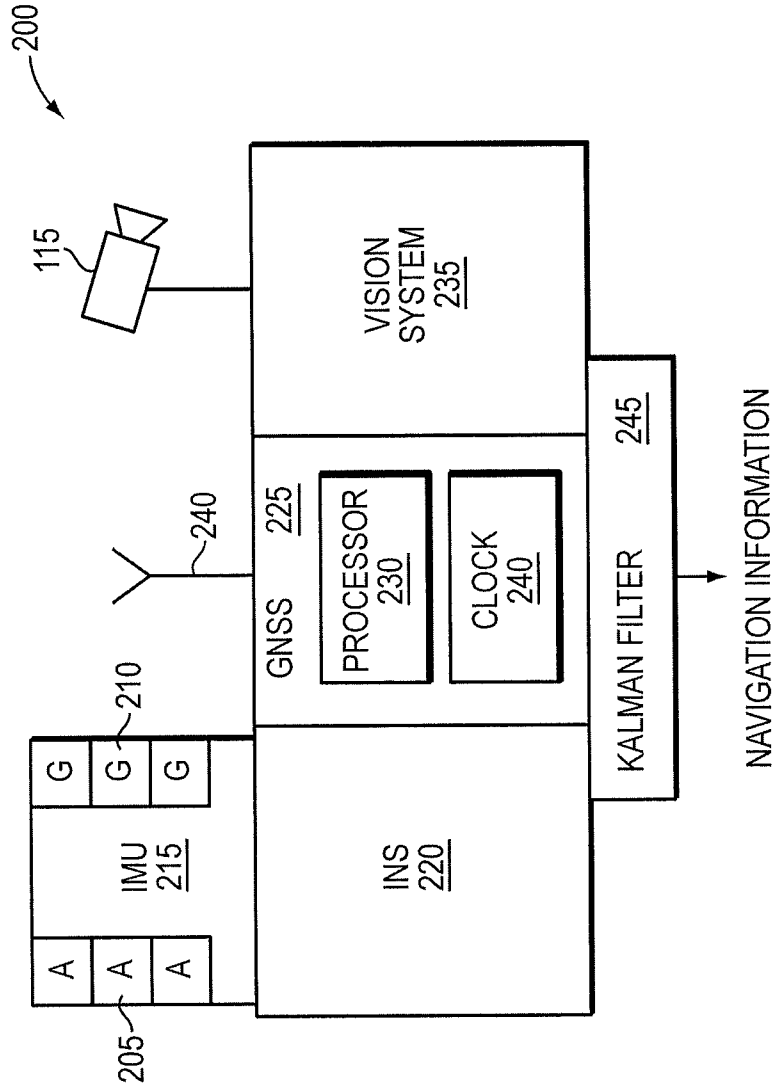 200
115
240
210
A
A
A
205
IMU
215
G
G
G
INS
220
GNSS 225
PROCESSOR
230
CLOCK
240
VISION
SYSTEM
235
KALMAN FILTER 245
NAVIGATION INFORMATION